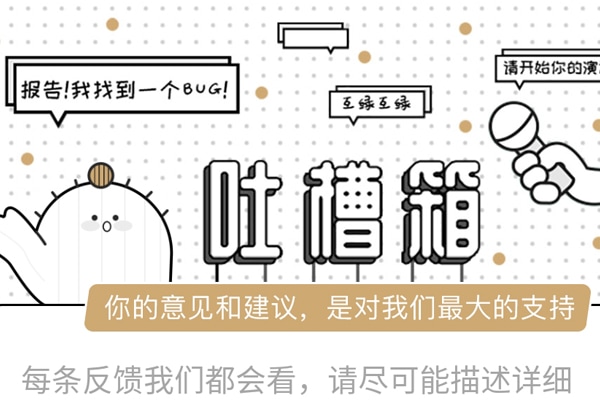 报告!我找到一个BUG!
互缘互缘
请开始你的演
吐槽箱
你的意见和建议，是对我们最大的支持
每条反馈我们都会看，请尽可能描述详细